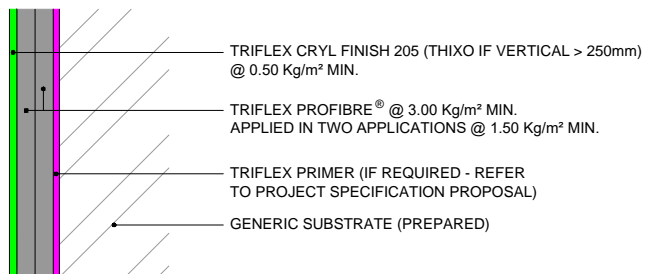 TRIFLEX CRYL FINISH 205 (THIXO IF VERTICAL > 250mm)
@ 0.50 Kg/m² MIN.
TRIFLEX PROFIBRE® @ 3.00 Kg/m² MIN.
APPLIED IN TWO APPLICATIONS @ 1.50 Kg/m² MIN.
TRIFLEX PRIMER (IF REQUIRED - REFER
TO PROJECT SPECIFICATION PROPOSAL)
GENERIC SUBSTRATE (PREPARED)